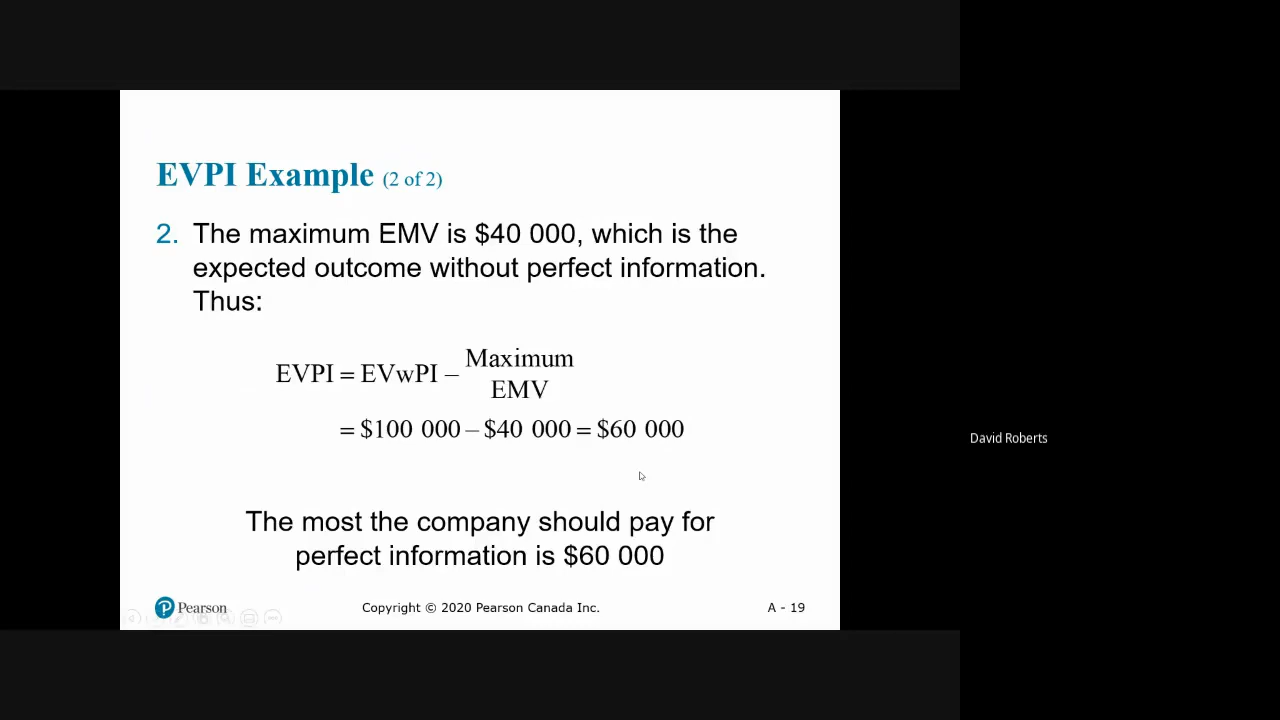 EVPI Example (2 of 2)
2. The maximum EMV is $40 000, which is the
expected outcome without perfect information.
Thus:
EVPI = EVwPI – Maximum
EMV
= $100 000 – $40 000 = $60 000
David Roberts
The most the company should pay for
perfect information is $60 000
Pearson
Copyright © 2020 Pearson Canada Inc.
A - 19